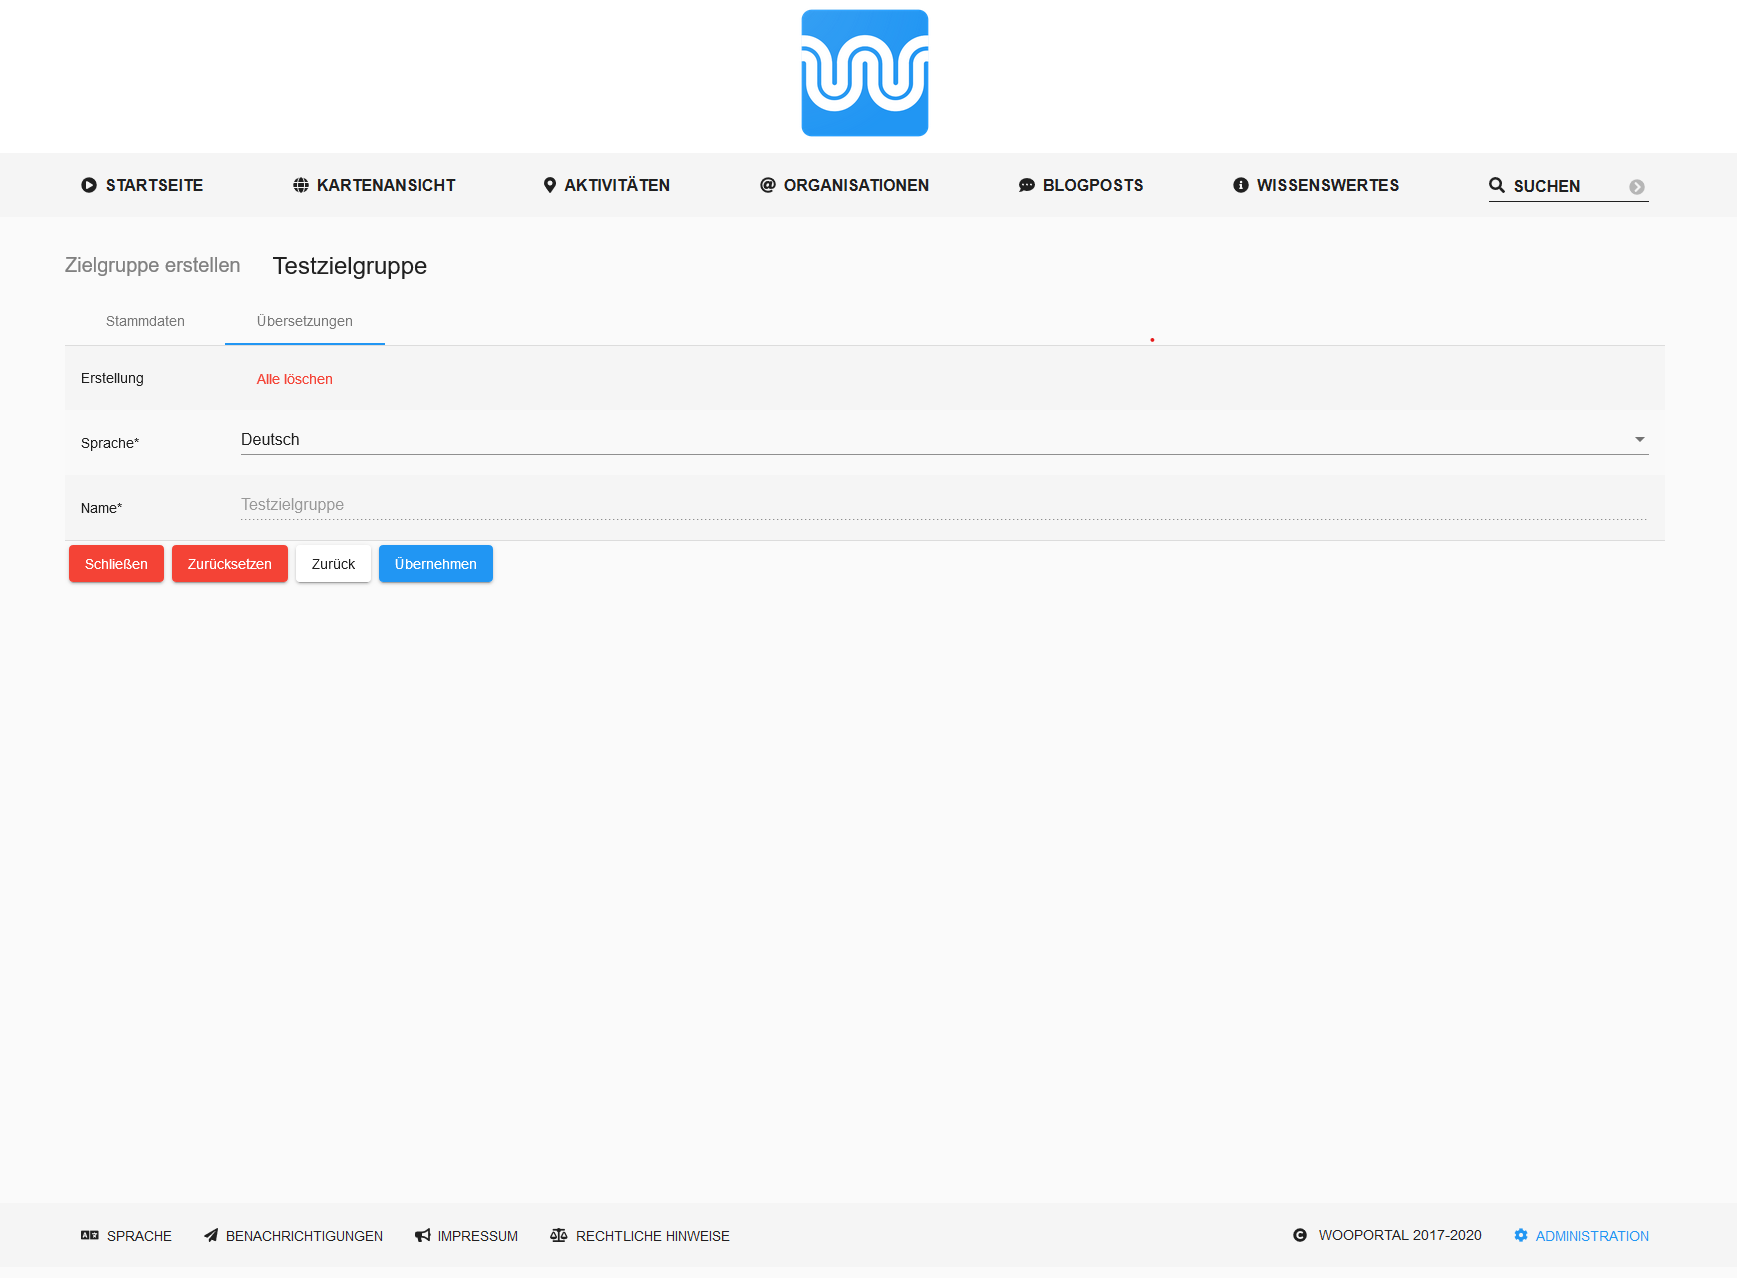 STARTSEITE KARTENANSICHT AKTIVITÄTEN ORGANISATIONEN BLOGPOSTS WISSENSWERTES SUCHEN
Zielgruppe erstellen Testzielgruppe
Stammdaten Übersetzungen
Erstellung Alle löschen
Sprache* Deutsch
Name* Testzielgruppe
Schließen Zurücksetzen Zurück Übernehmen
SPRACHE BENACHRICHTIGUNGEN IMPRESSUM RECHTLICHE HINWEISE WOOPORTAL 2017-2020 ADMINISTRATION